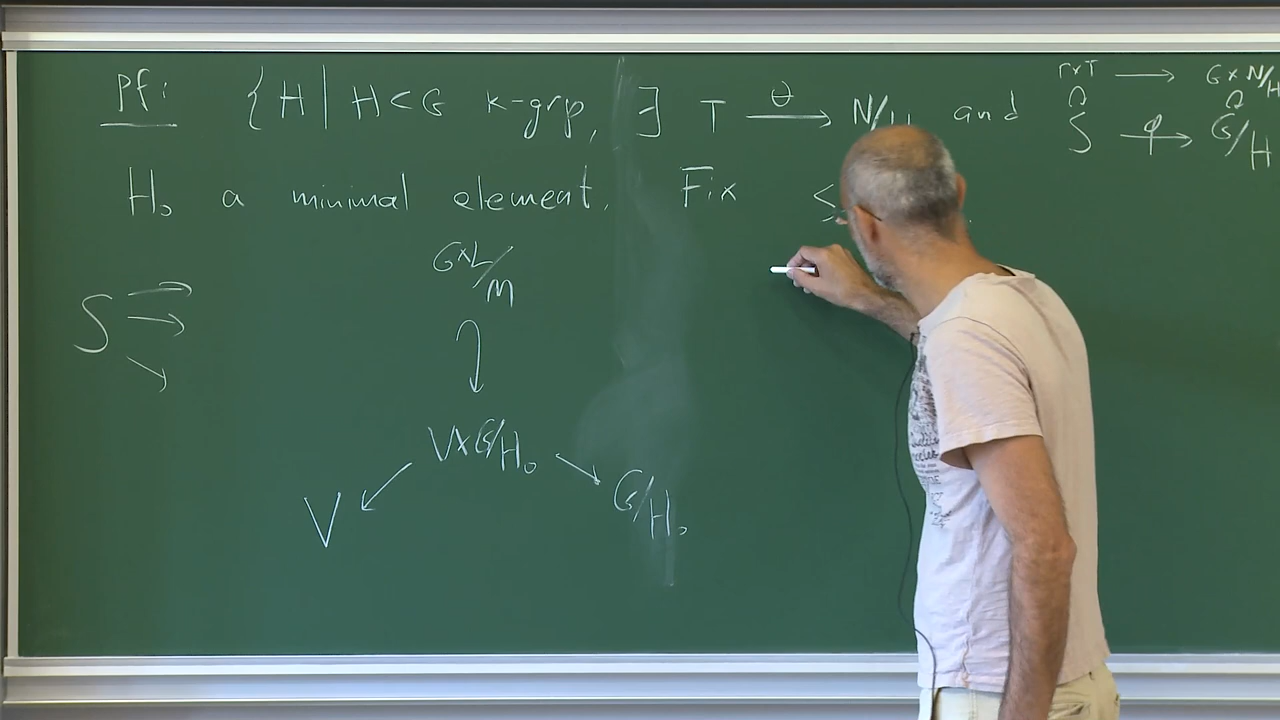 Pf: {H | H<G k-grp, ∃ T —θ→ N/H and
Γ×T → G×N/H
S —φ→ G/H
H₀ a minimal element. Fix
G×L/M
S
V×G/H₀
V
G/H₀